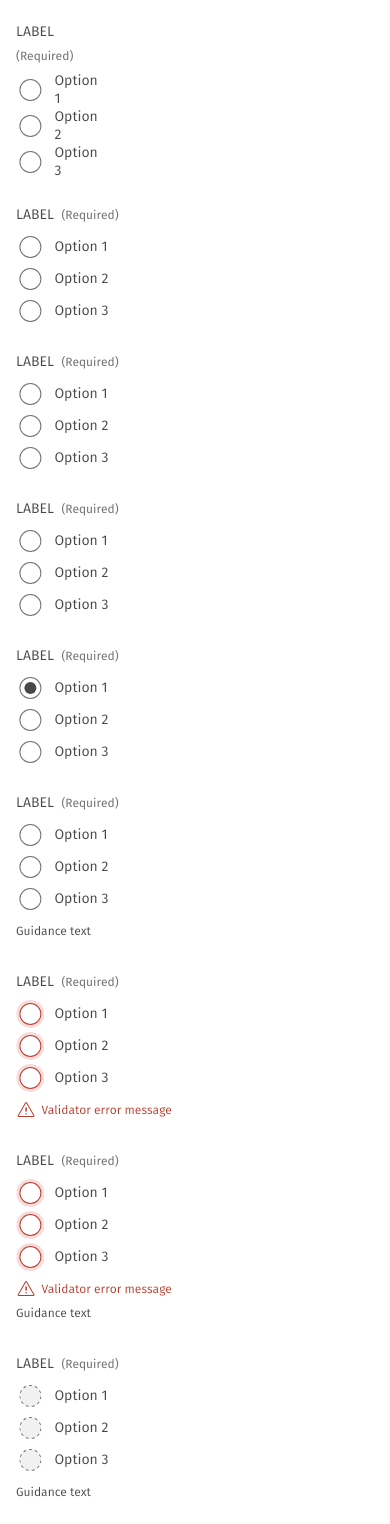 LABEL
(Required)
Option
1
Option
2
Option
3
LABEL (Required)
Option 1
Option 2
Option 3
LABEL (Required)
Option 1
Option 2
Option 3
LABEL (Required)
Option 1
Option 2
Option 3
LABEL (Required)
Option 1
Option 2
Option 3
LABEL (Required)
Option 1
Option 2
Option 3
Guidance text
LABEL (Required)
Option 1
Option 2
Option 3
Validator error message
LABEL (Required)
Option 1
Option 2
Option 3
Validator error message
Guidance text
LABEL (Required)
Option 1
Option 2
Option 3
Guidance text